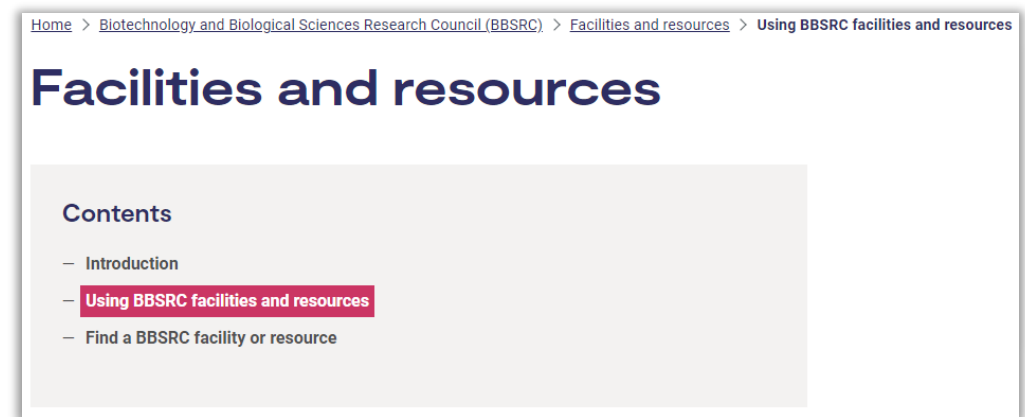 Home > Biotechnology and Biological Sciences Research Council (BBSRC) > Facilities and resources > Using BBSRC facilities and resources
Facilities and resources
Contents
— Introduction
— Using BBSRC facilities and resources
— Find a BBSRC facility or resource